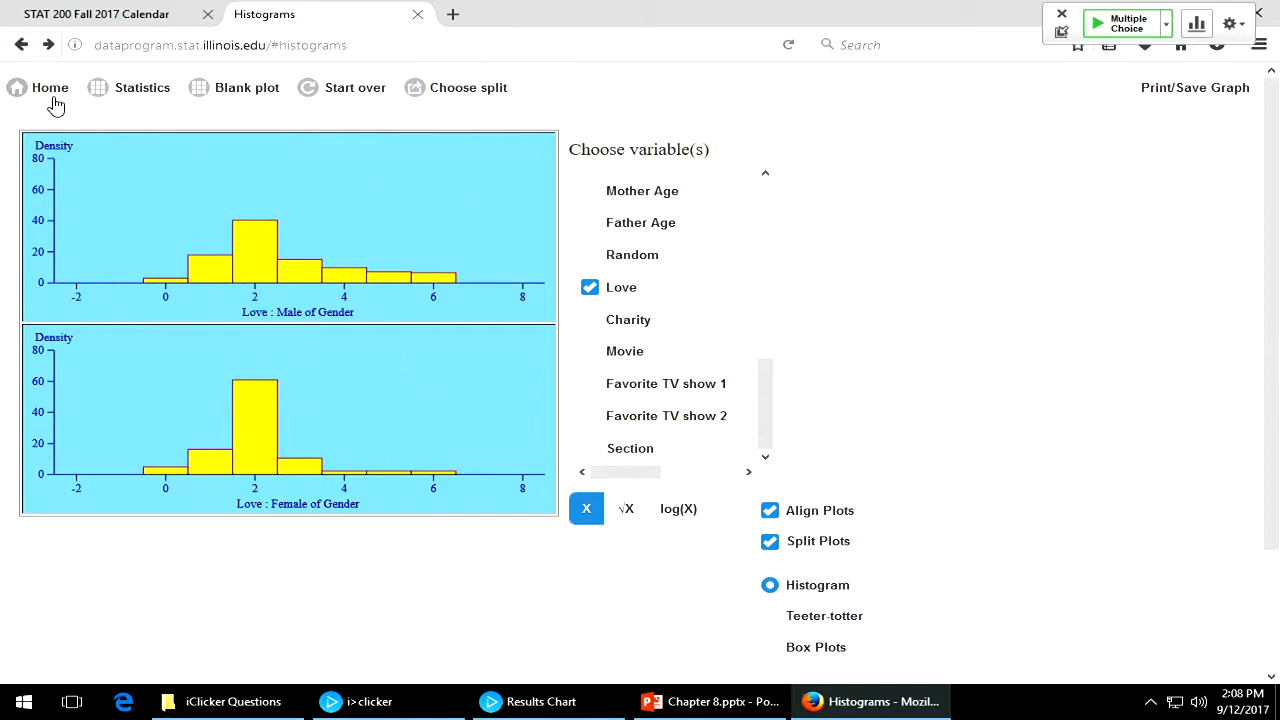 STAT 200 Fall 2017 Calendar
Histograms
Multiple Choice
dataprogram.stat.illinois.edu/#histograms
Search
Home
Statistics
Blank plot
Start over
Choose split
Print/Save Graph
Density
80
60
40
20
0
-2 0 2 4 6 8
Love : Male of Gender
Density
80
60
40
20
0
-2 0 2 4 6 8
Love : Female of Gender
Choose variable(s)
Mother Age
Father Age
Random
Love
Charity
Movie
Favorite TV show 1
Favorite TV show 2
Section
X √X log(X)
Align Plots
Split Plots
Histogram
Teeter-totter
Box Plots
iClicker Questions
i>clicker
Results Chart
Chapter 8.pptx - Po...
Histograms - Mozil...
2:08 PM
9/12/2017